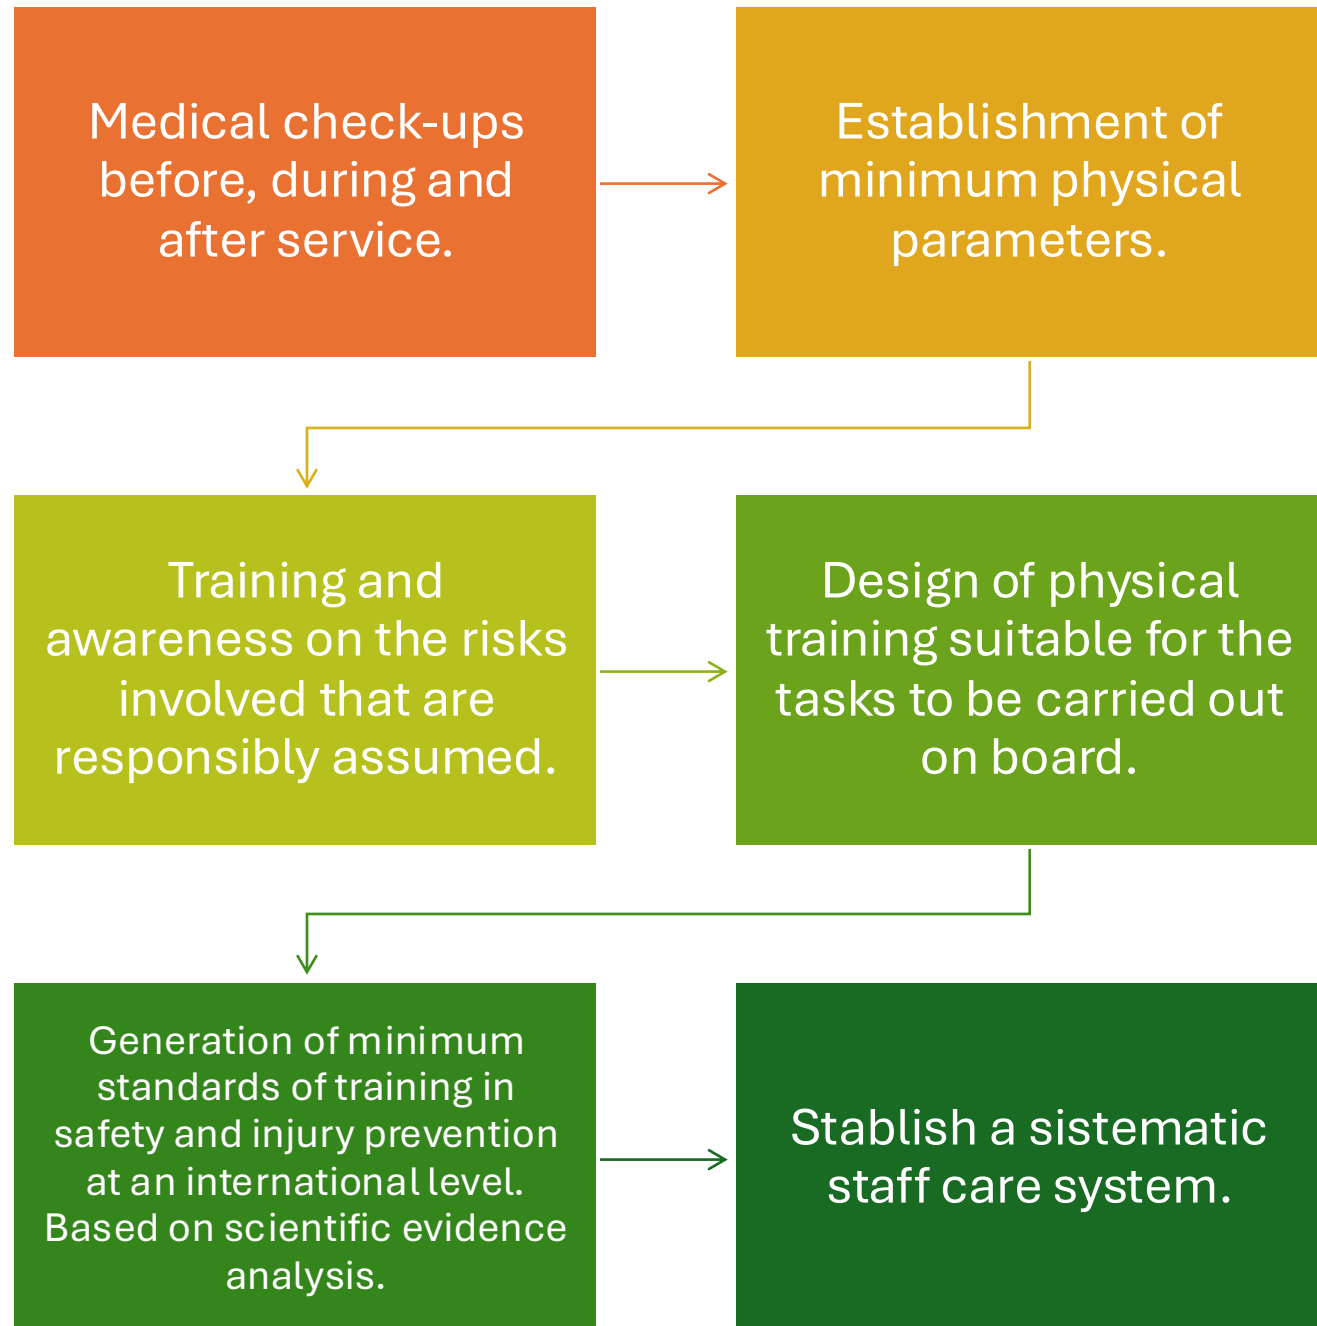 Medical check-ups
before, during and
after service.
Establishment of
minimum physical
parameters.
Training and
awareness on the risks
involved that are
responsibly assumed.
Design of physical
training suitable for the
tasks to be carried out
on board.
Generation of minimum
standards of training in
safety and injury prevention
at an international level.
Based on scientific evidence
analysis.
Stablish a sistematic
staff care system.